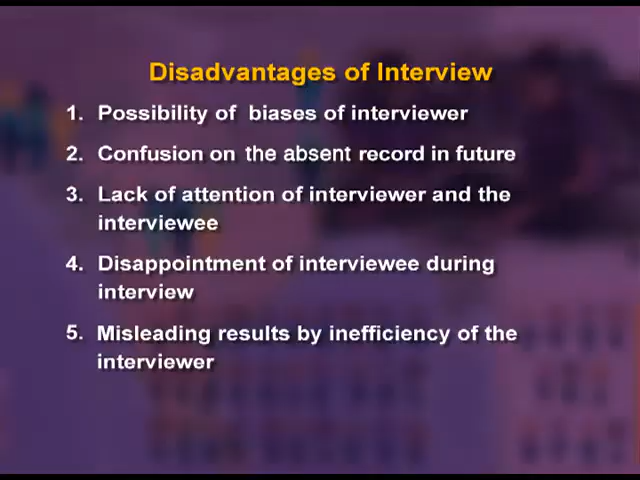 Disadvantages of Interview
1. Possibility of biases of interviewer
2. Confusion on the absent record in future
3. Lack of attention of interviewer and the
interviewee
4. Disappointment of interviewee during
interview
5. Misleading results by inefficiency of the
interviewer